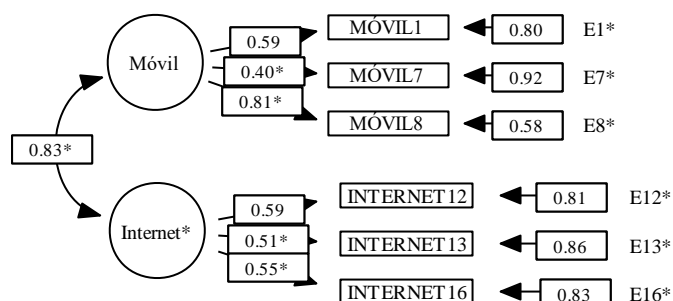 0.59 MÓVIL1 0.80 E1*
Móvil 0.40* MÓVIL7 0.92 E7*
0.81* MÓVIL8 0.58 E8*
0.83*
0.59 INTERNET12 0.81 E12*
Internet* 0.51* INTERNET13 0.86 E13*
0.55* INTERNET16 0.83 E16*